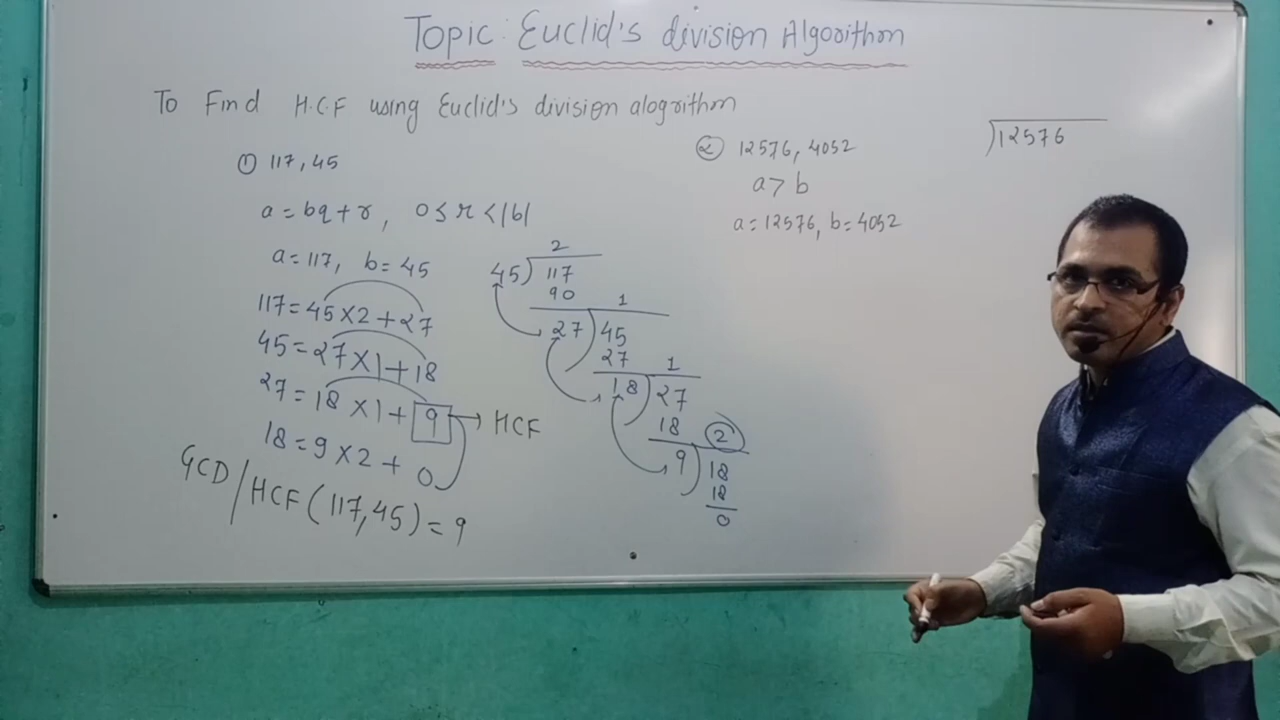 Topic: Euclid's division Algorithm
To Find H.C.F using Euclid's division alogrithm
① 117, 45
a = bq + r, 0 ≤ r < |b|
a = 117, b = 45
117 = 45 × 2 + 27
45 = 27 × 1 + 18
27 = 18 × 1 + 9 → HCF
18 = 9 × 2 + 0
GCD/HCF(117, 45) = 9
2
45) 117
90 1
27) 45
27 1
18) 27
18 2
9) 18
18
0
② 12576, 4052
a > b
a = 12576, b = 4052
)12576